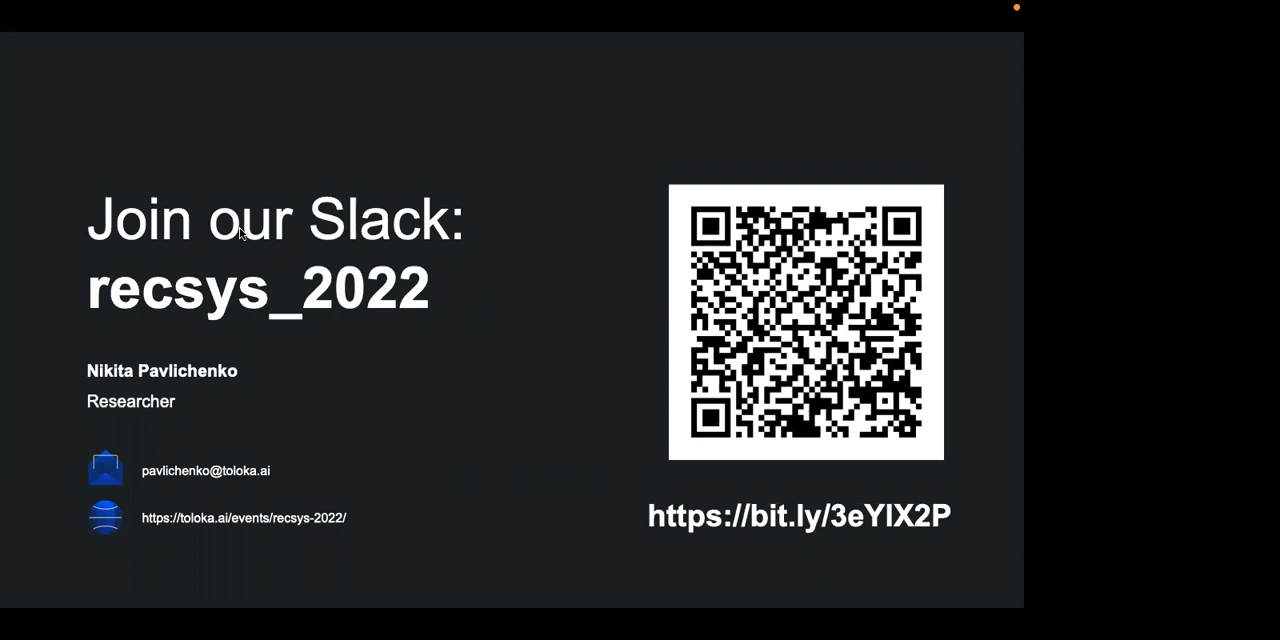 Join our Slack:
recsys_2022
Nikita Pavlichenko
Researcher
pavlichenko@toloka.ai
https://toloka.ai/events/recsys-2022/
https://bit.ly/3eYlX2P